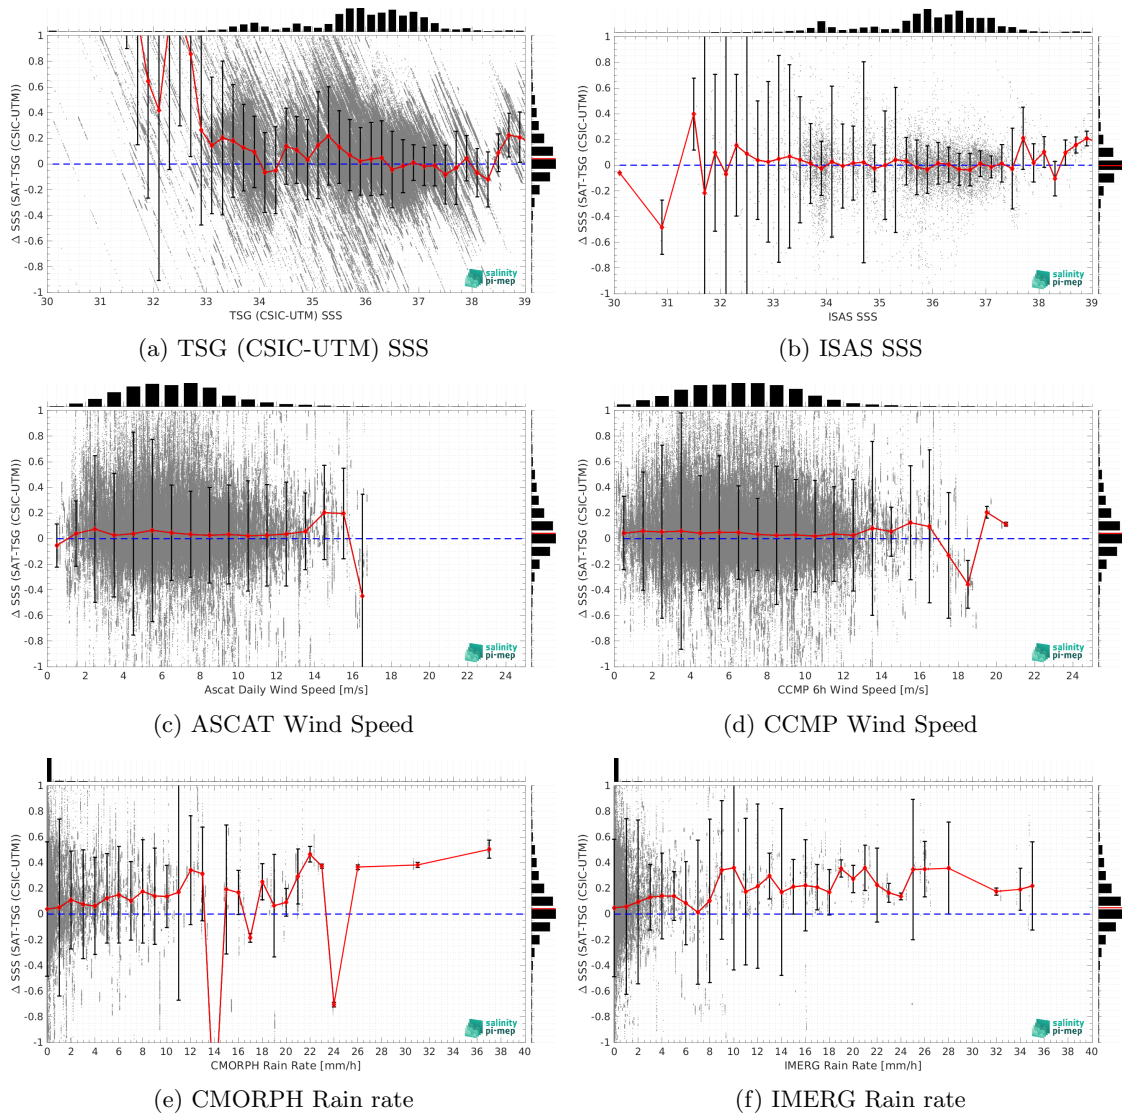 1
0.8
0.6
0.4
0.2
0
-0.2
-0.4
-0.6
-0.8
-1
Δ SSS (SAT-TSG (CSIC-UTM))
30 31 32 33 34 35 36 37 38 39
TSG (CSIC-UTM) SSS
salinity
pi-mep
(a) TSG (CSIC-UTM) SSS
1
0.8
0.6
0.4
0.2
0
-0.2
-0.4
-0.6
-0.8
-1
Δ SSS (SAT-TSG (CSIC-UTM))
30 31 32 33 34 35 36 37 38 39
ISAS SSS
salinity
pi-mep
(b) ISAS SSS
1
0.8
0.6
0.4
0.2
0
-0.2
-0.4
-0.6
-0.8
-1
Δ SSS (SAT-TSG (CSIC-UTM))
0 2 4 6 8 10 12 14 16 18 20 22 24
Ascat Daily Wind Speed [m/s]
salinity
pi-mep
(c) ASCAT Wind Speed
1
0.8
0.6
0.4
0.2
0
-0.2
-0.4
-0.6
-0.8
-1
Δ SSS (SAT-TSG (CSIC-UTM))
0 2 4 6 8 10 12 14 16 18 20 22 24
CCMP 6h Wind Speed [m/s]
salinity
pi-mep
(d) CCMP Wind Speed
1
0.8
0.6
0.4
0.2
0
-0.2
-0.4
-0.6
-0.8
-1
Δ SSS (SAT-TSG (CSIC-UTM))
0 2 4 6 8 10 12 14 16 18 20 22 24 26 28 30 32 34 36 38 40
CMORPH Rain Rate [mm/h]
salinity
pi-mep
(e) CMORPH Rain rate
1
0.8
0.6
0.4
0.2
0
-0.2
-0.4
-0.6
-0.8
-1
Δ SSS (SAT-TSG (CSIC-UTM))
0 2 4 6 8 10 12 14 16 18 20 22 24 26 28 30 32 34 36 38 40
IMERG Rain Rate [mm/h]
salinity
pi-mep
(f) IMERG Rain rate